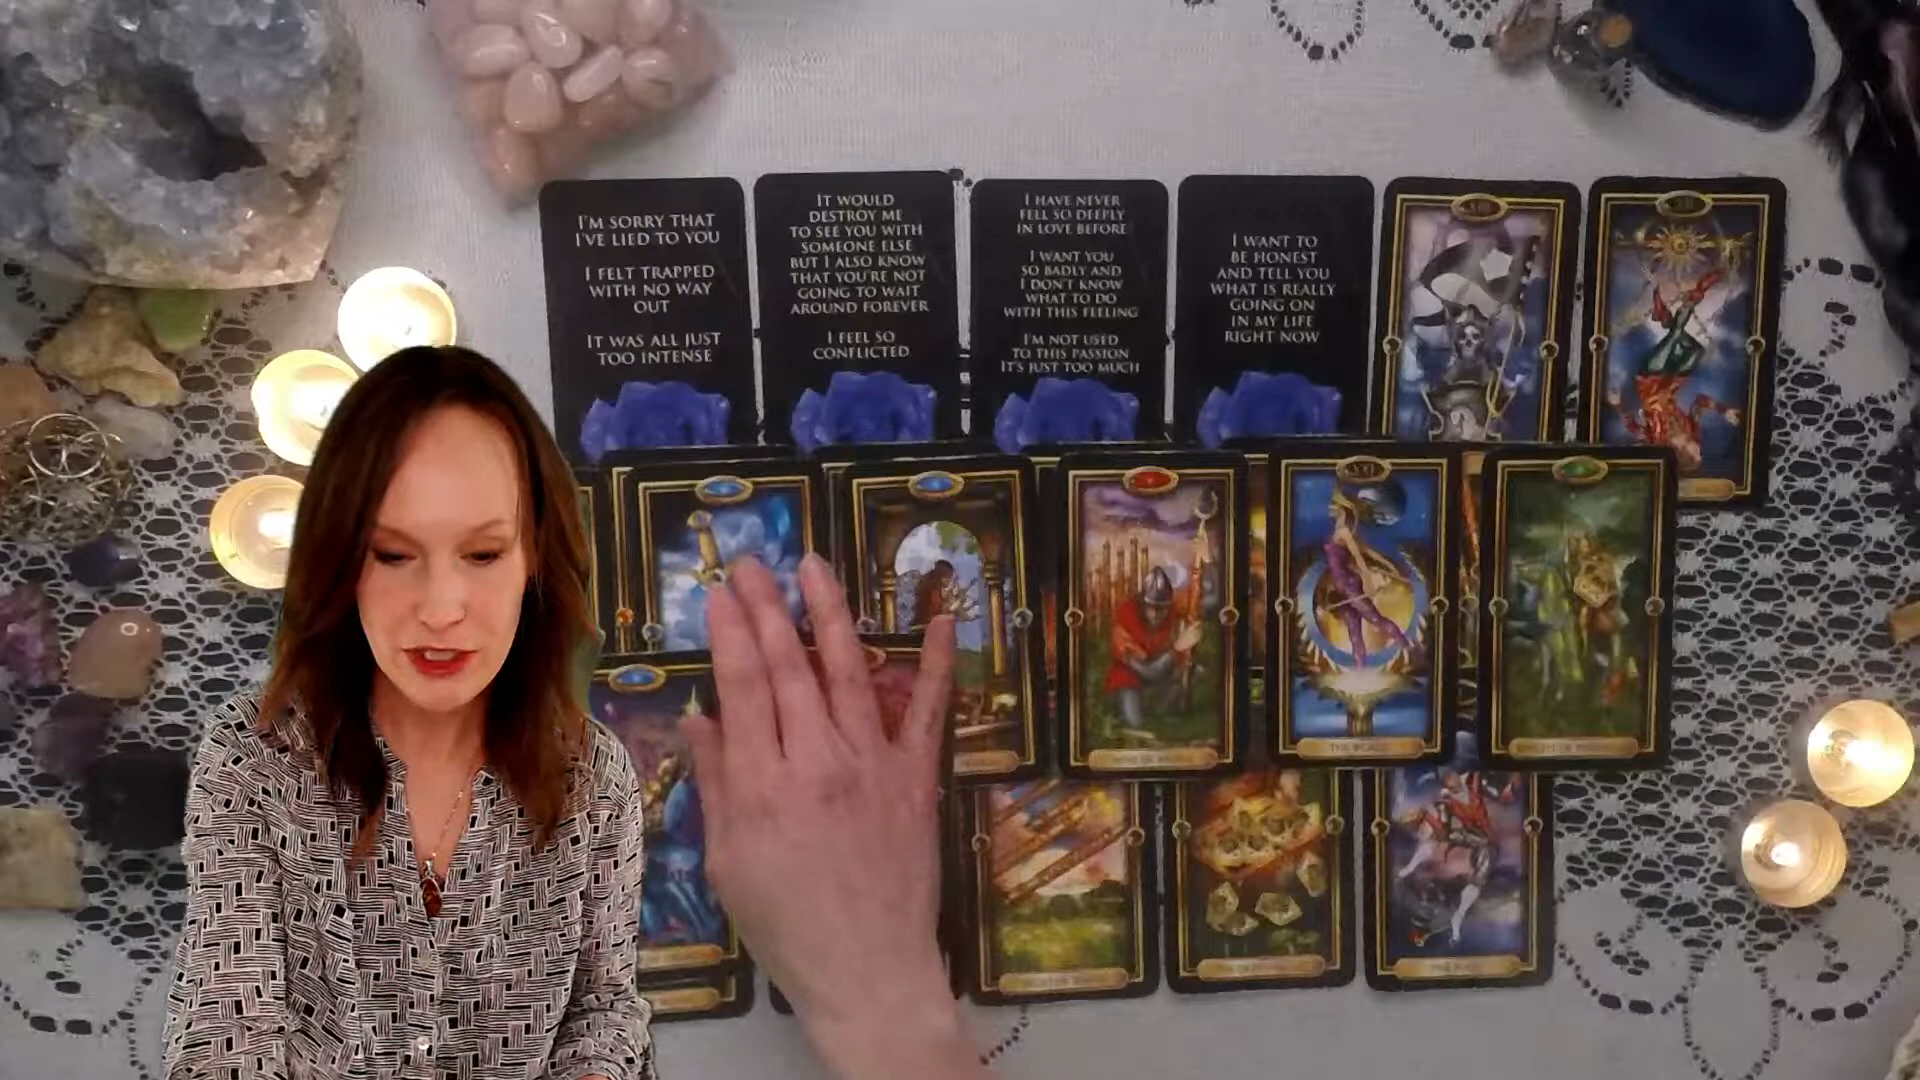 I'M SORRY THAT
I'VE LIED TO YOU
I FELT TRAPPED
WITH NO WAY
OUT
IT WAS ALL JUST
TOO INTENSE
IT WOULD
DESTROY ME
TO SEE YOU WITH
SOMEONE ELSE
BUT I ALSO KNOW
THAT YOU'RE NOT
GOING TO WAIT
AROUND FOREVER
I FEEL SO
CONFLICTED
I HAVE NEVER
FELL SO DEEPLY
IN LOVE BEFORE
I WANT YOU
SO BADLY AND
I DON'T KNOW
WHAT TO DO
WITH THIS FEELING
I'M NOT USED
TO THIS PASSION
IT'S JUST TOO MUCH
I WANT TO
BE HONEST
AND TELL YOU
WHAT IS REALLY
GOING ON
IN MY LIFE
RIGHT NOW
XXI
THE WORLD